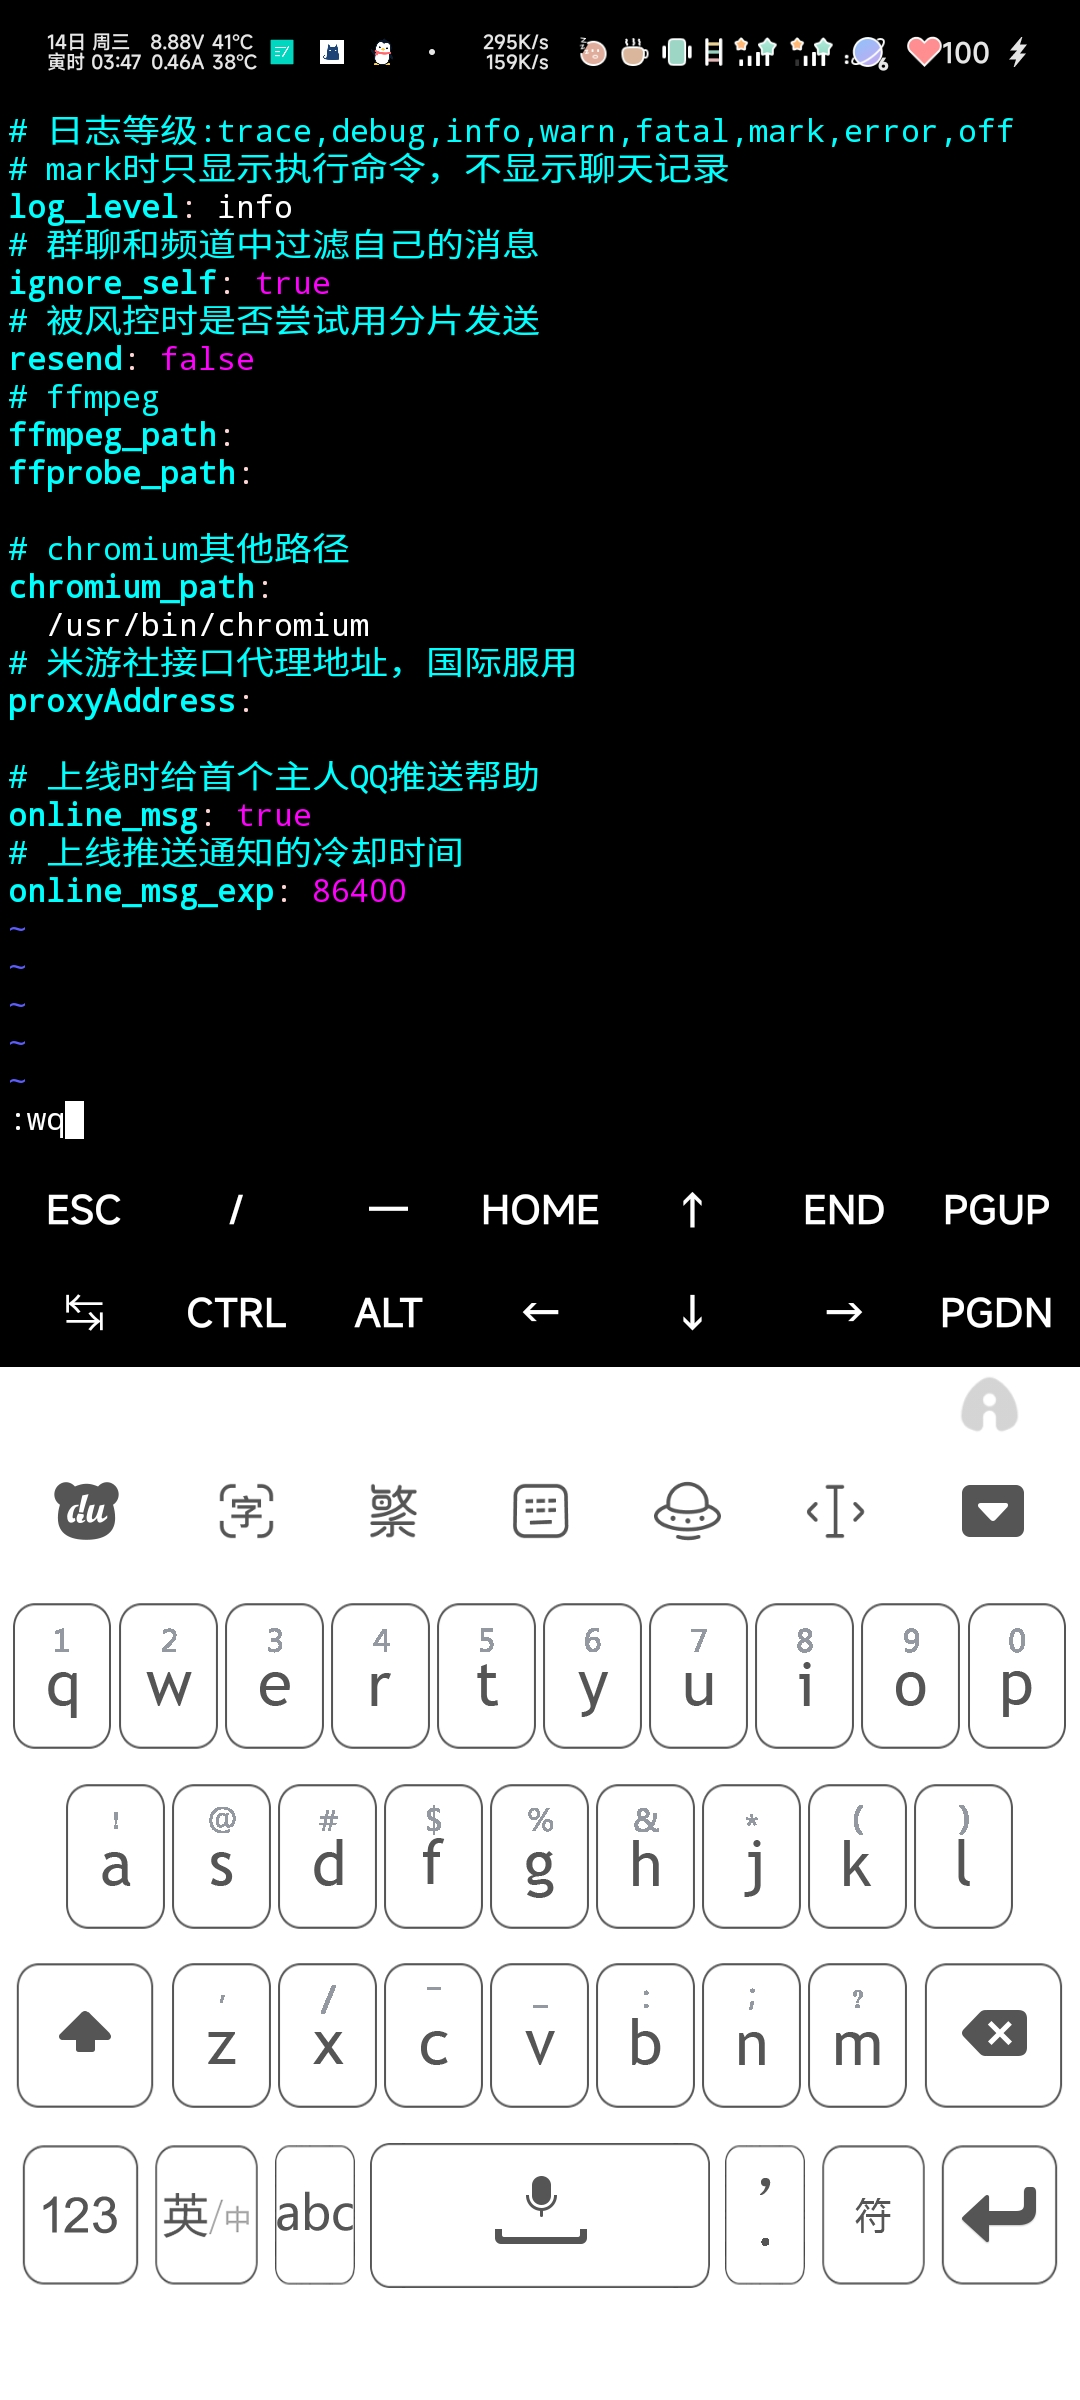 14日 周三 8.88V 41°C 295K/s 6 100
寅时 03:47 0.46A 38°C 159K/s
# 日志等级:trace,debug,info,warn,fatal,mark,error,off
# mark时只显示执行命令，不显示聊天记录
log_level: info
# 群聊和频道中过滤自己的消息
ignore_self: true
# 被风控时是否尝试用分片发送
resend: false
# ffmpeg
ffmpeg_path:
ffprobe_path:
# chromium其他路径
chromium_path:
/usr/bin/chromium
# 米游社接口代理地址，国际服用
proxyAddress:
# 上线时给首个主人QQ推送帮助
online_msg: true
# 上线推送通知的冷却时间
online_msg_exp: 86400
~
~
~
~
~
:wq
ESC / — HOME ↑ END PGUP
↹ CTRL ALT ← ↓ → PGDN
du 字 繁
1 2 3 4 5 6 7 8 9 0
q w e r t y u i o p
! @ # $ % & * ( )
a s d f g h j k l
' / – _ : ; ?
z x c v b n m
123 英/中 abc , . 符